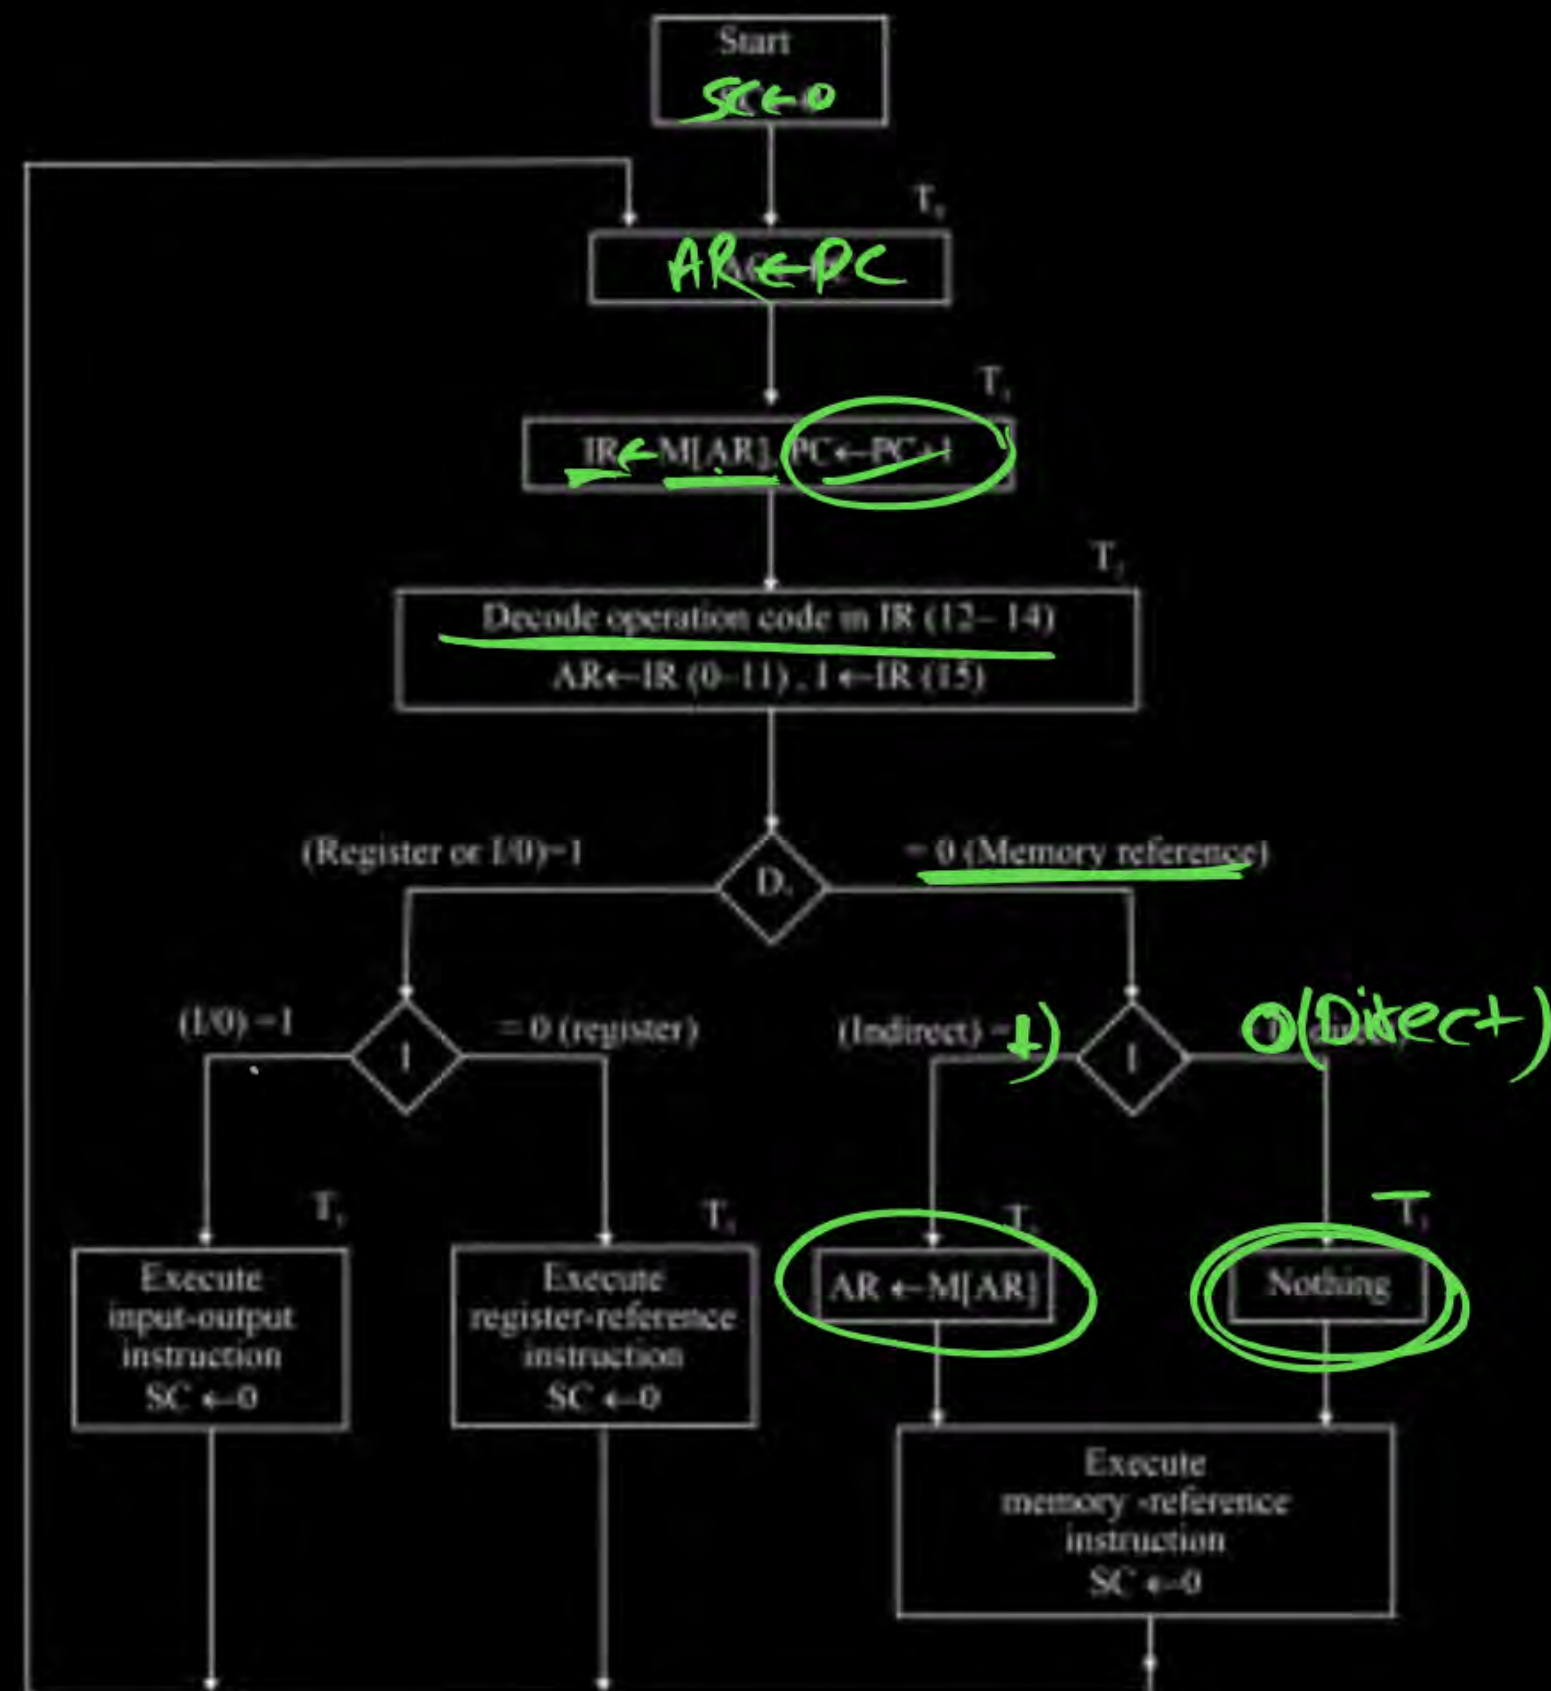 Start
SC←0
T₀
AR←PC
T₁
IR←M[AR], PC←PC+1
T₂
Decode operation code in IR (12–14)
AR←IR (0–11), I←IR (15)
(Register or I/0)=1
D₇
= 0 (Memory reference)
(I/0) =1
I
= 0 (register)
(Indirect) = 1)
I
0(Direct)
T₃
T₃
T₃
T₃
Execute
input-output
instruction
SC ←0
Execute
register-reference
instruction
SC ←0
AR ←M[AR]
Nothing
Execute
memory -reference
instruction
SC ←0